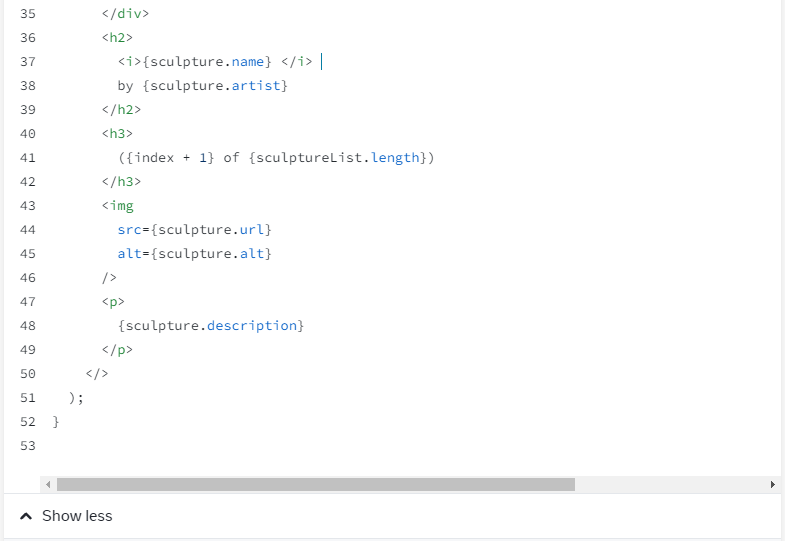 35 </div>
36 <h2>
37 <i>{sculpture.name} </i>
38 by {sculpture.artist}
39 </h2>
40 <h3>
41 ({index + 1} of {sculptureList.length})
42 </h3>
43 <img
44 src={sculpture.url}
45 alt={sculpture.alt}
46 />
47 <p>
48 {sculpture.description}
49 </p>
50 </>
51 );
52 }
53
Show less